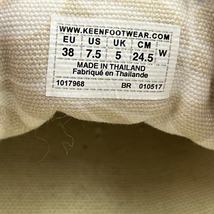 WWW.KEENFOOTWEAR.COM
EU US UK CM W
38 7.5 5 24.5
MADE IN THAILAND
Fabriqué en Thaïlande
1017968 BR 010517